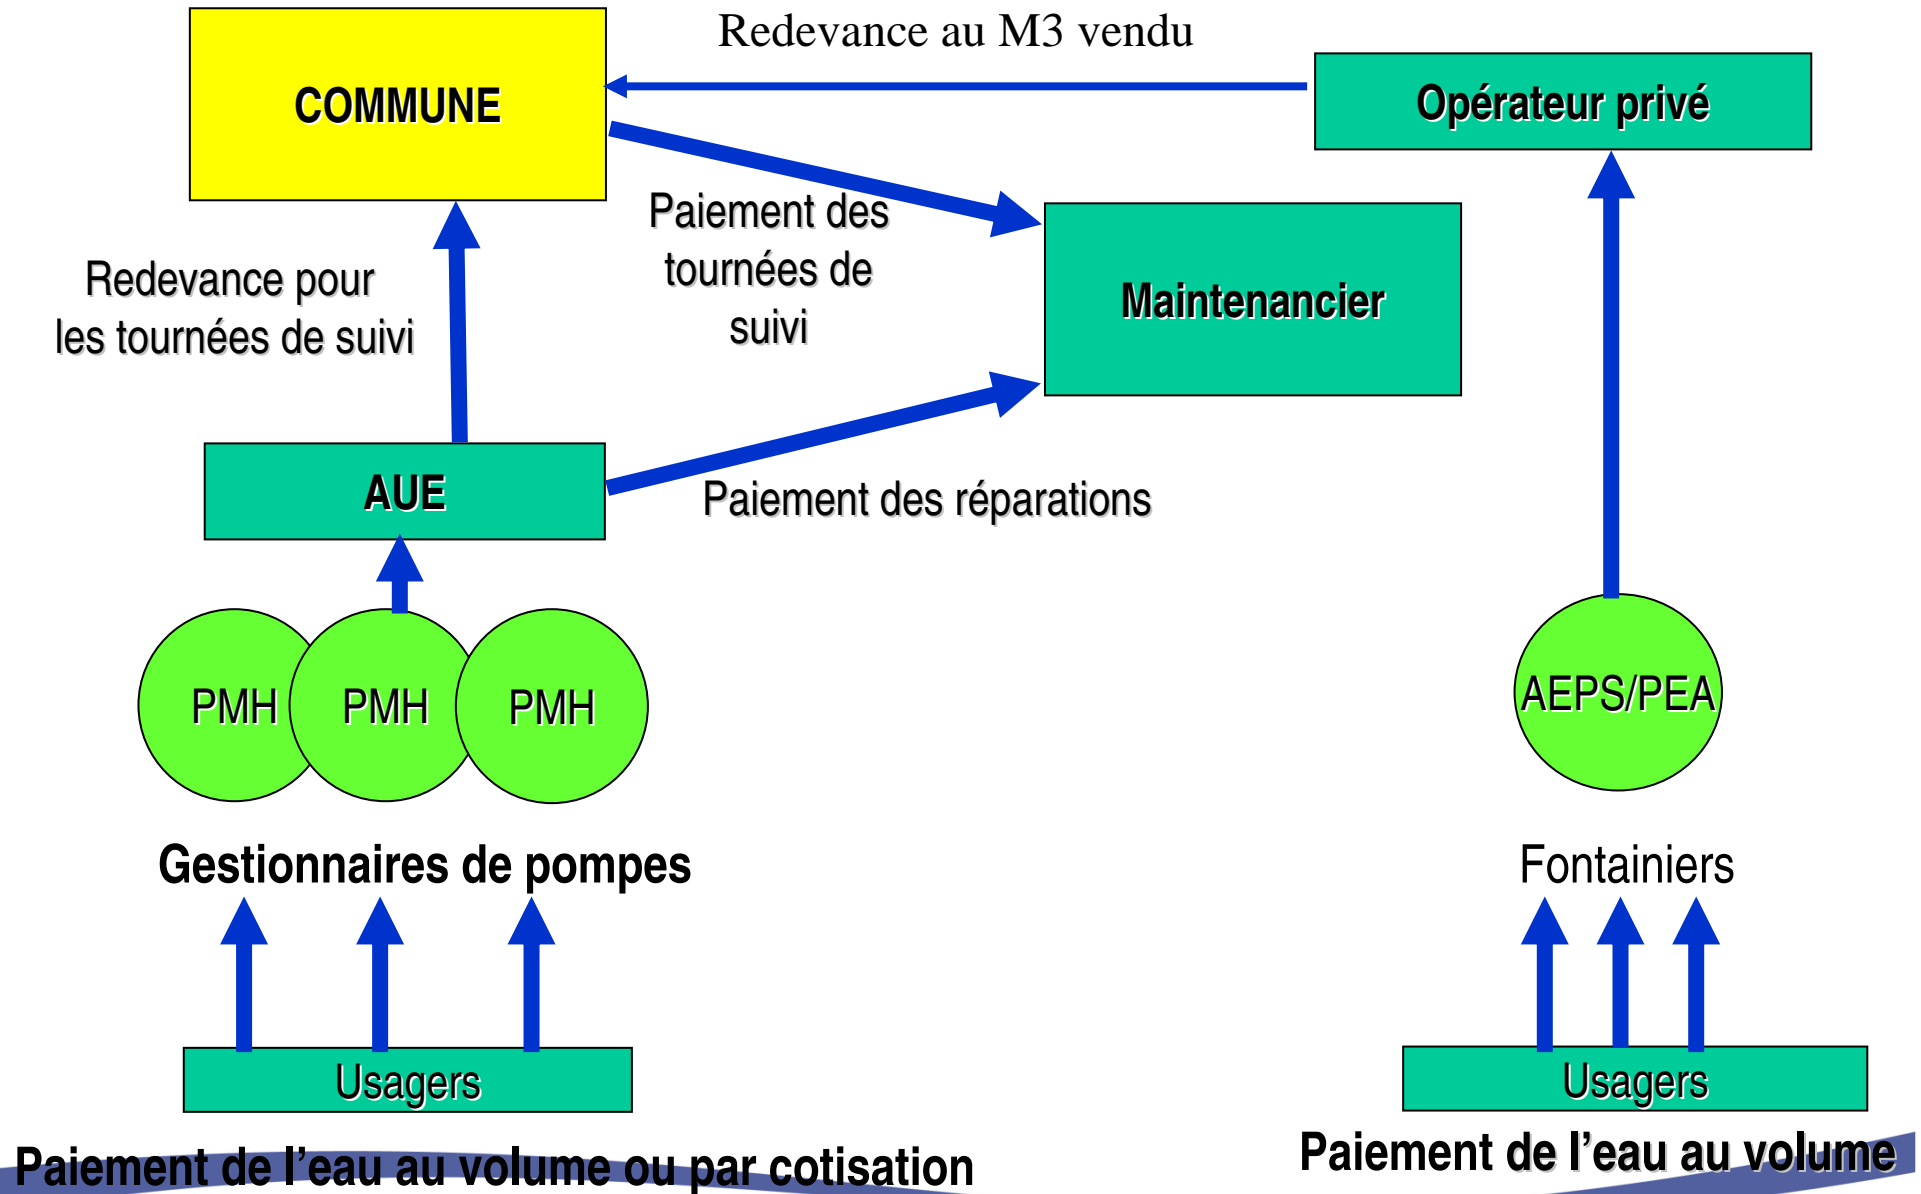 Redevance au M3 vendu
COMMUNE
Opérateur privé
Paiement des
tournées de
suivi
Redevance pour
les tournées de suivi
Maintenancier
AUE
Paiement des réparations
PMH
PMH
PMH
AEPS/PEA
Gestionnaires de pompes
Fontainiers
Usagers
Usagers
Paiement de l’eau au volume ou par cotisation
Paiement de l’eau au volume